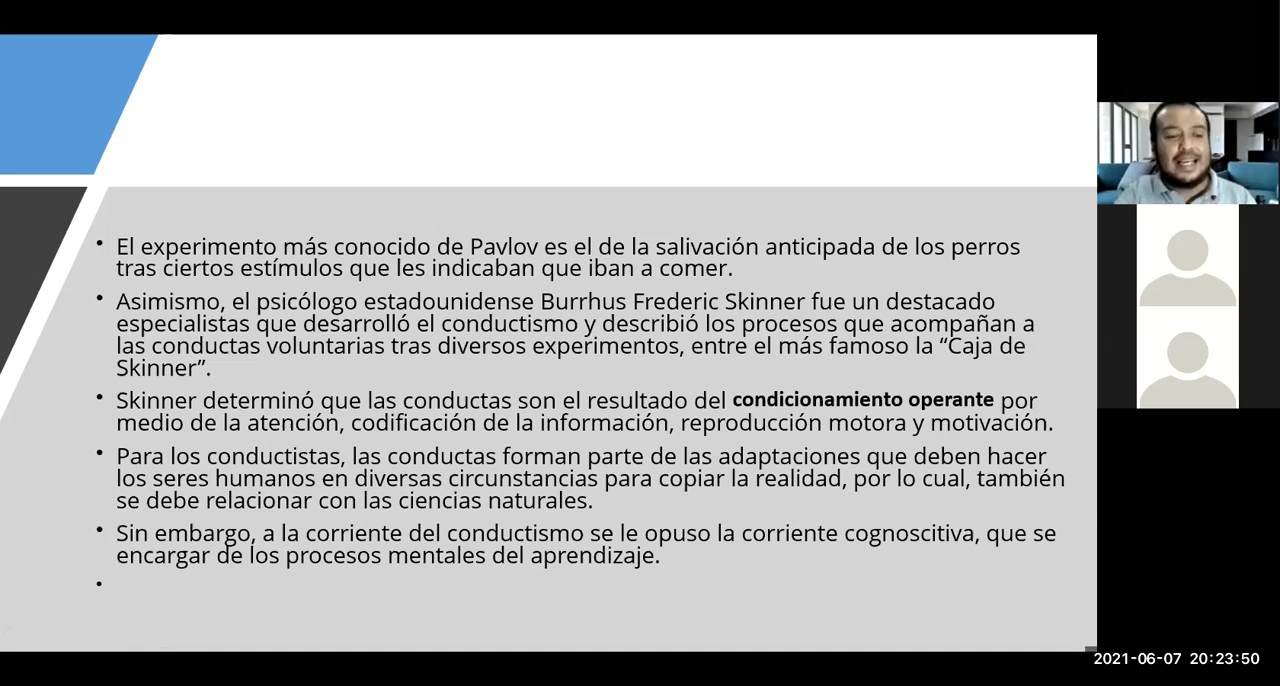 • El experimento más conocido de Pavlov es el de la salivación anticipada de los perros
tras ciertos estímulos que les indicaban que iban a comer.
• Asimismo, el psicólogo estadounidense Burrhus Frederic Skinner fue un destacado
especialistas que desarrolló el conductismo y describió los procesos que acompañan a
las conductas voluntarias tras diversos experimentos, entre el más famoso la “Caja de
Skinner”.
• Skinner determinó que las conductas son el resultado del condicionamiento operante por
medio de la atención, codificación de la información, reproducción motora y motivación.
• Para los conductistas, las conductas forman parte de las adaptaciones que deben hacer
los seres humanos en diversas circunstancias para copiar la realidad, por lo cual, también
se debe relacionar con las ciencias naturales.
• Sin embargo, a la corriente del conductismo se le opuso la corriente cognoscitiva, que se
encargar de los procesos mentales del aprendizaje.
•
2021-06-07 20:23:50